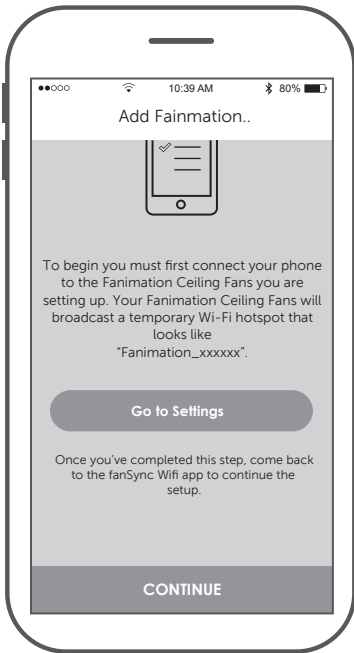 10:39 AM 80%
Add Fainmation..
To begin you must first connect your phone
to the Fanimation Ceiling Fans you are
setting up. Your Fanimation Ceiling Fans will
broadcast a temporary Wi-Fi hotspot that
looks like
“Fanimation_xxxxxx”.
Go to Settings
Once you’ve completed this step, come back
to the fanSync Wifi app to continue the
setup.
CONTINUE